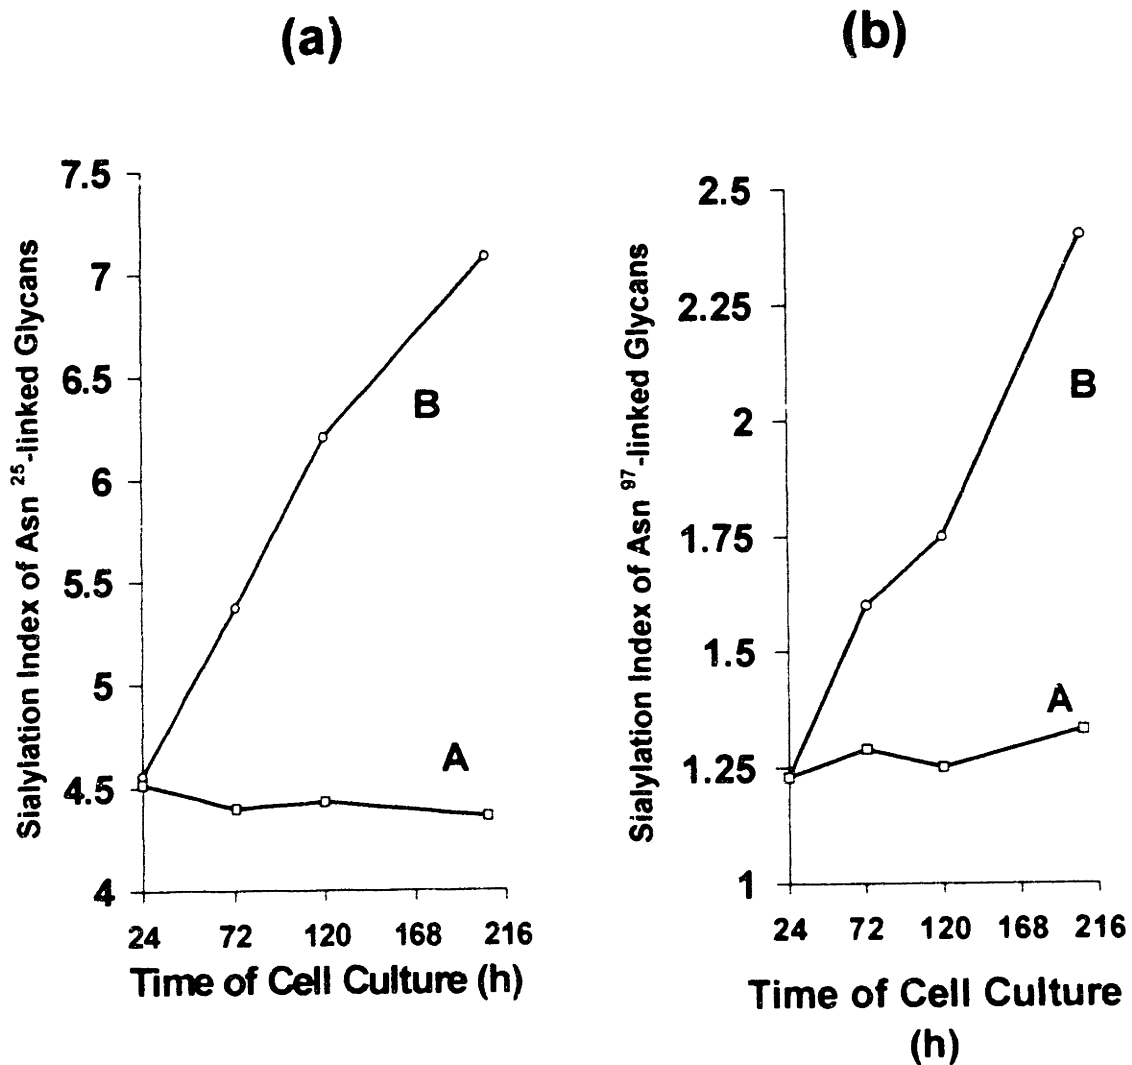 (a)
Sialylation Index of Asn 25-linked Glycans
7.5
7
6.5
6
5.5
5
4.5
4
B
A
24 72 120 168 216
Time of Cell Culture (h)
(b)
Sialylation Index of Asn 97-linked Glycans
2.5
2.25
2
1.75
1.5
1.25
1
B
A
24 72 120 168 216
Time of Cell Culture
(h)